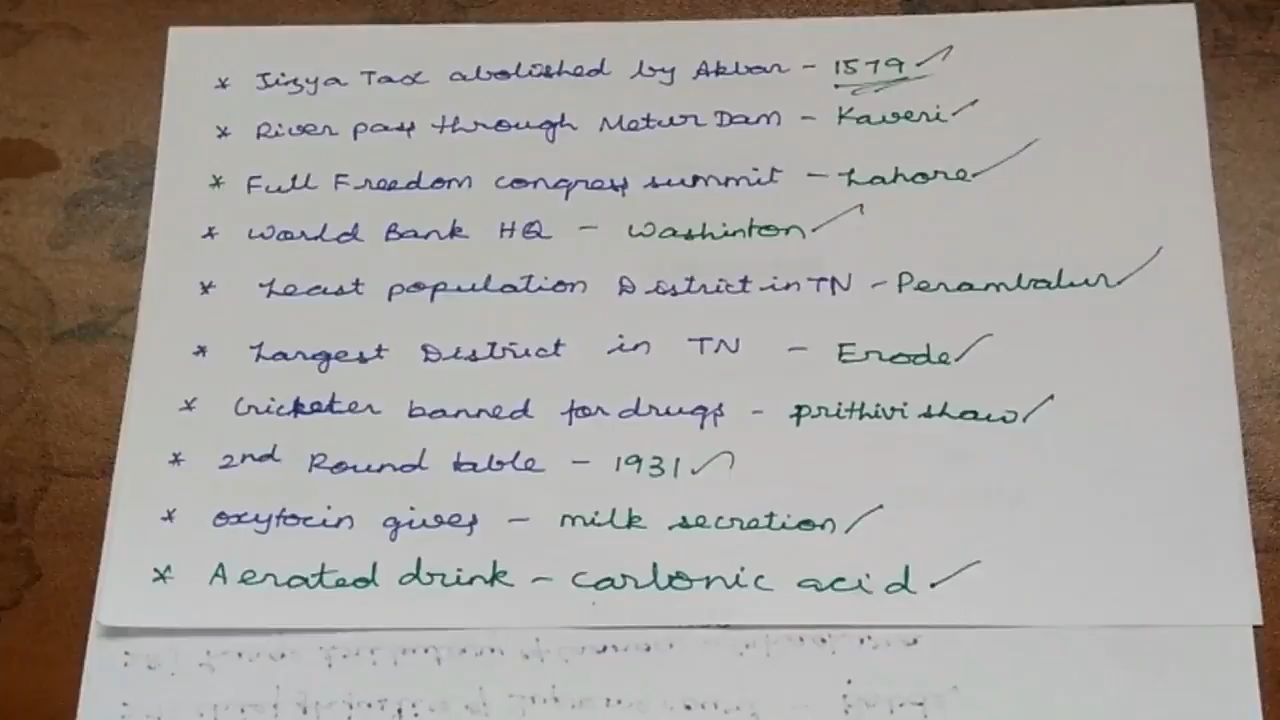 * Jizya Tax abolished by Akbar - 1579
* River pass through Metur Dam - Kaveri
* Full Freedom congress summit - Lahore
* World Bank HQ - Washinton
* Least population District in TN - Perambalur
* Largest District in TN - Erode
* Cricketer banned for drugs - prithivi shaw
* 2nd Round table - 1931
* oxytocin gives - milk secretion
* Aerated drink - carbonic acid